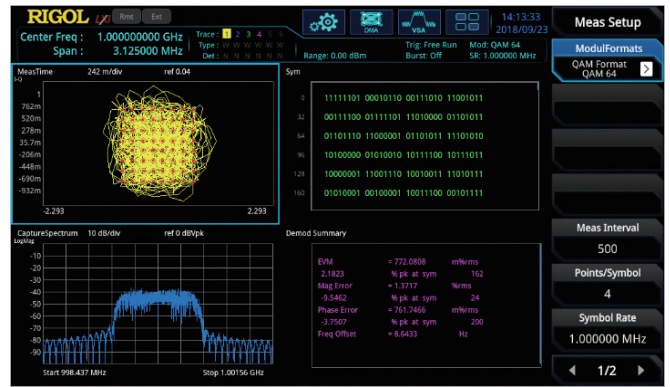 RIGOL LXI Rmt Ext
14:13:33
2018/09/23
DMA
VSA
Center Freq : 1.000000000 GHz
Span : 3.125000 MHz
Trace : 1 2 3 4 5 6
Type : W W W W W W
Det : N N N N N N
Range: 0.00 dBm
Trig: Free Run
Burst: Off
Mod: QAM 64
SR: 1.000000 MHz
Meas Setup
ModulFormats
QAM Format
QAM 64
Meas Interval
500
Points/Symbol
4
Symbol Rate
1.000000 MHz
1/2
MeasTime 242 m/div ref 0.04
I-Q
1
762m
520m
278m
35.7m
-206m
-448m
-690m
-932m
-2.293 2.293
Sym
0 11111101 00010110 00111010 11001011
32 00111100 01111101 11010000 01101011
64 01101110 11000001 01101011 11101010
96 10100000 01010010 10111100 10111011
128 10000001 11001110 10010011 11010111
160 01010001 00100001 10011100 00101111
CaptureSpectrum 10 dB/div ref 0 dBVpk
LogMag
-10
-20
-30
-40
-50
-60
-70
-80
-90
Start 998.437 MHz Stop 1.00156 GHz
Demod Summary
EVM = 772.0808 m%rms
2.1823 % pk at sym 162
Mag Error = 1.3717 %rms
-9.5462 % pk at sym 24
Phase Error = 761.7466 m%rms
-3.7507 % pk at sym 200
Freq Offset = 8.6433 Hz